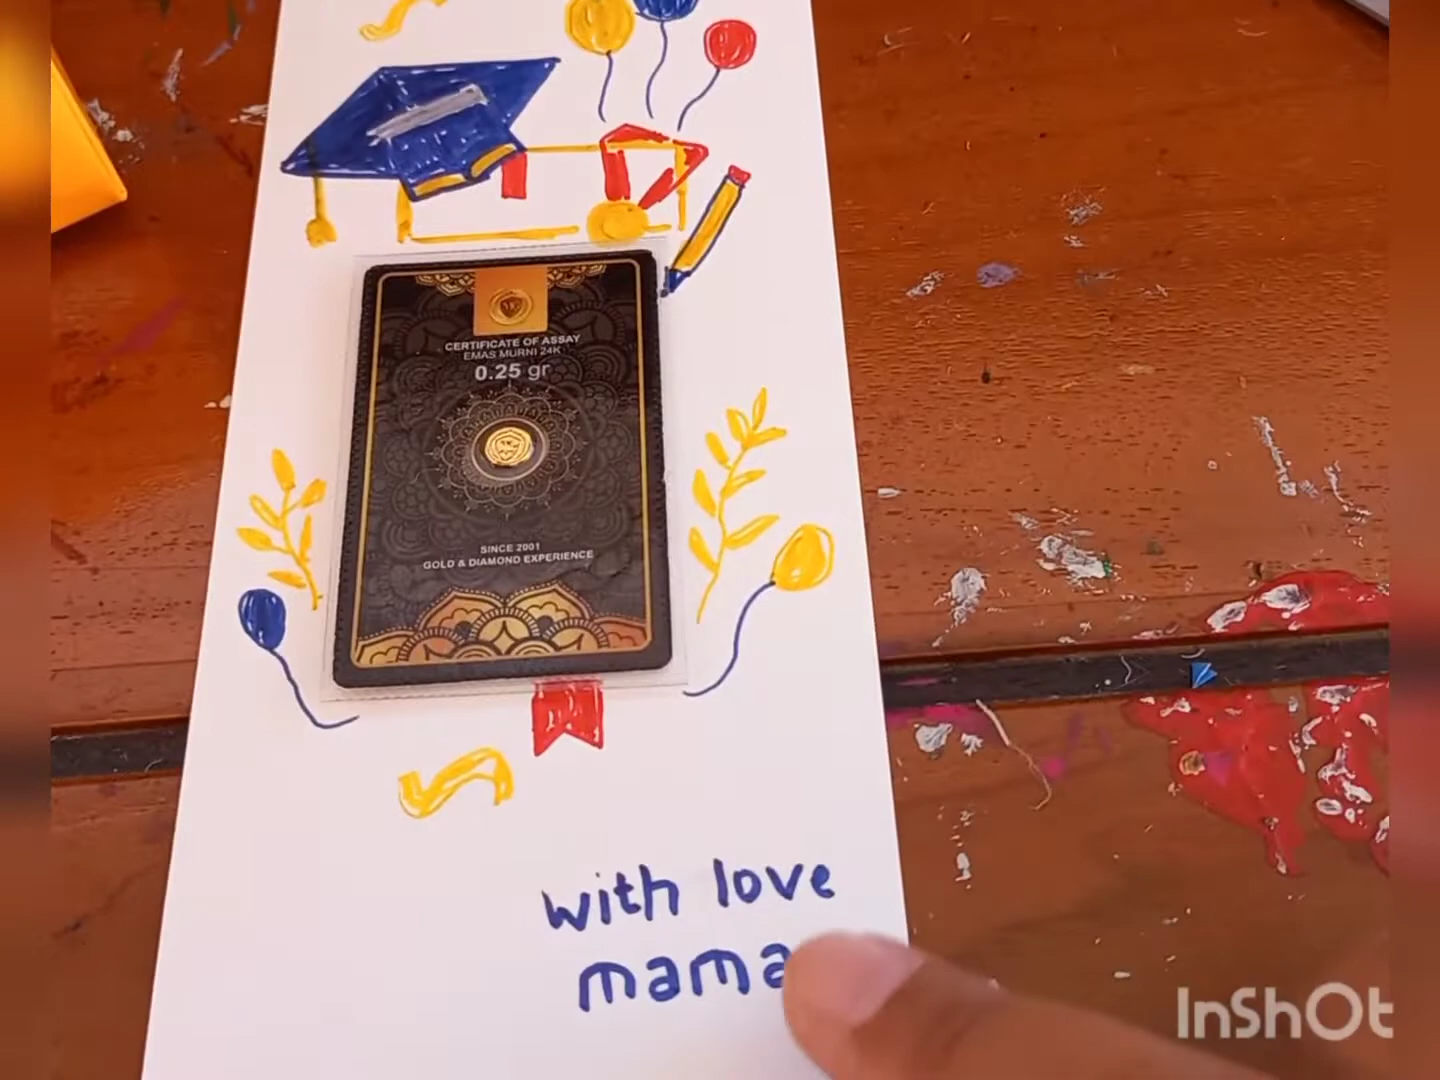 CERTIFICATE OF ASSAY
EMAS MURNI 24K
0.25 gr
SINCE 2001
GOLD & DIAMOND EXPERIENCE
with love
mama
InShOt